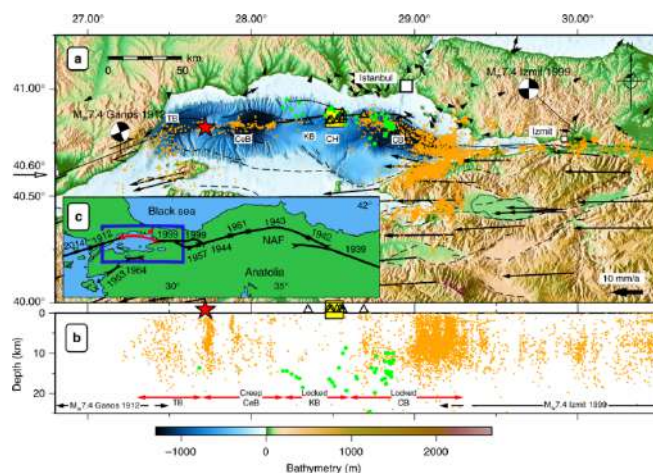 27.00° 28.00° 29.00° 30.00°
a
0 50
km
Istanbul
41.00°
Mw7.4 Izmit 1999
Mw7.4 Ganos 1912
TB
CeB
KB
CH
CB
Izmit
40.60°
40.50°
c
42°
Black sea
2014 1912 1999 1999 1951 1943 1942
1957 1944 NAF 1939
1953 1964
Anatolia
30° 35°
10 mm/a
40.00°
b
0
10
20
Depth (km)
Creep Locked Locked
Mw7.4 Ganos 1912 TB CeB KB CB Mw7.4 Izmit 1999
−1000 0 1000 2000
Bathymetry (m)